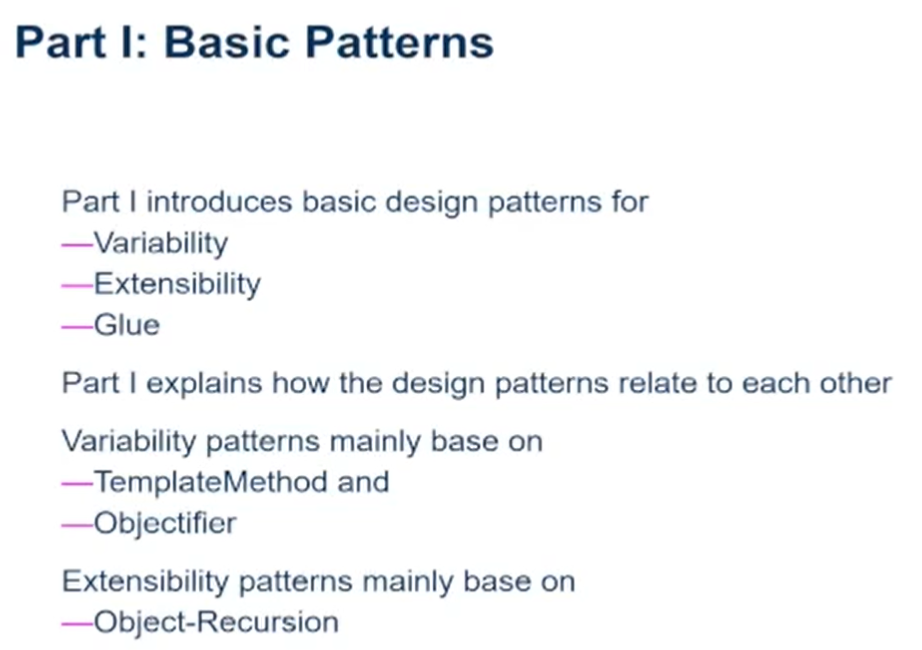 Part I: Basic Patterns
Part I introduces basic design patterns for
—Variability
—Extensibility
—Glue
Part I explains how the design patterns relate to each other
Variability patterns mainly base on
—TemplateMethod and
—Objectifier
Extensibility patterns mainly base on
—Object-Recursion